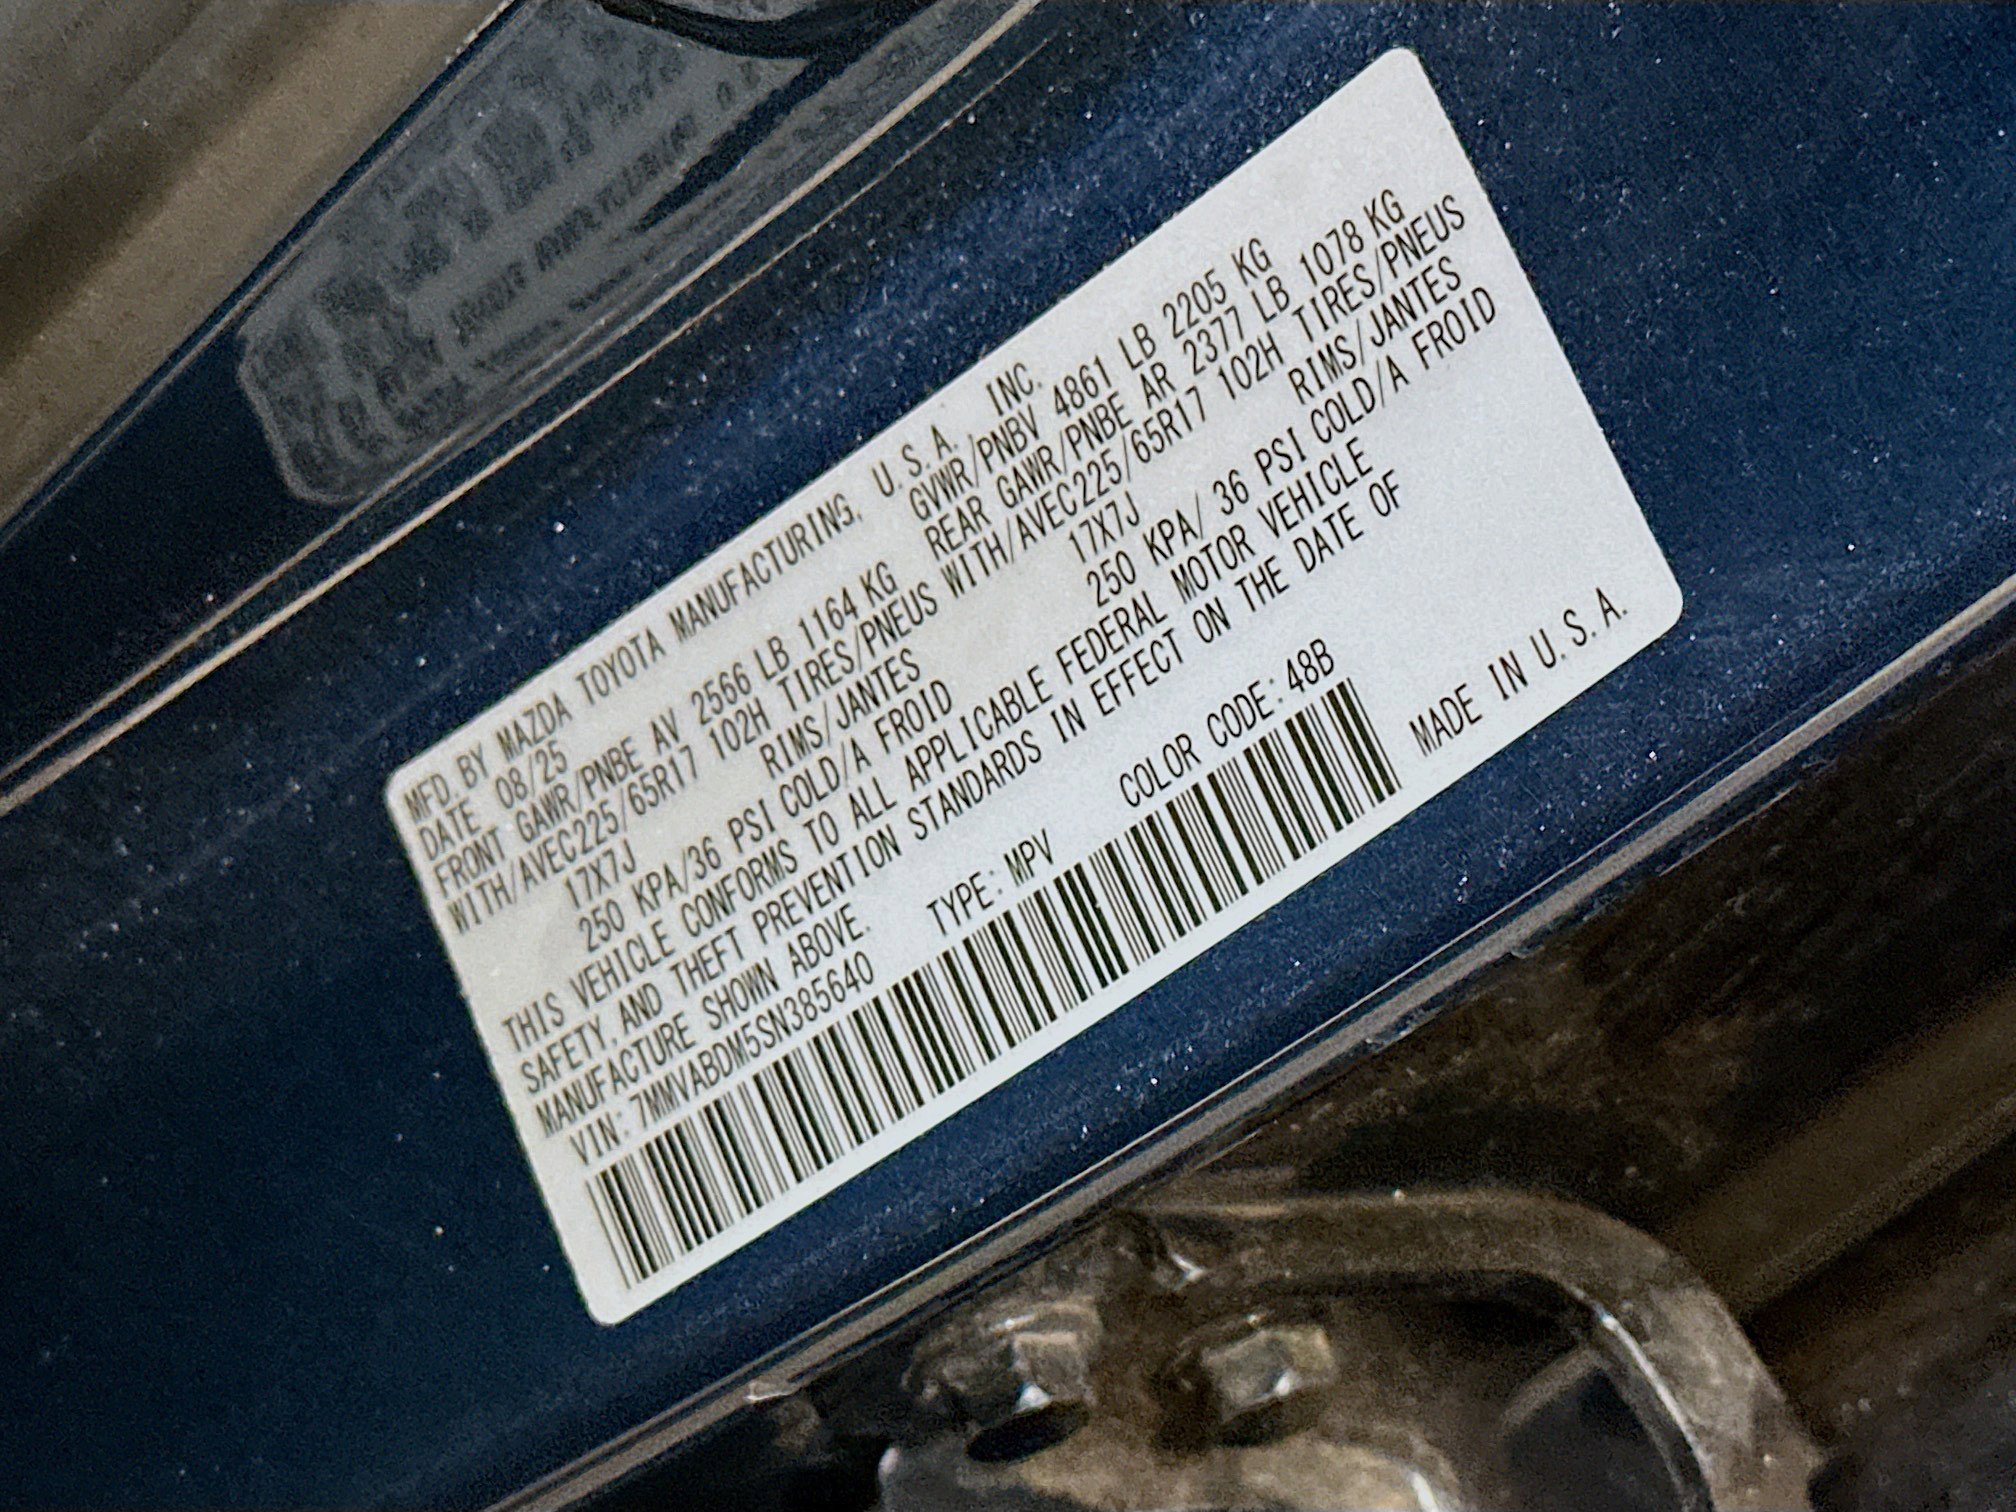 MFD. BY MAZDA TOYOTA MANUFACTURING, U.S.A. INC.
DATE 08/25 GVWR/PNBV 4861 LB 2205 KG
FRONT GAWR/PNBE AV 2566 LB 1164 KG REAR GAWR/PNBE AR 2377 LB 1078 KG
WITH/AVEC225/65R17 102H TIRES/PNEUS WITH/AVEC225/65R17 102H TIRES/PNEUS
17X7J RIMS/JANTES 17X7J RIMS/JANTES
250 KPA/36 PSI COLD/A FROID 250 KPA/ 36 PSI COLD/A FROID
THIS VEHICLE CONFORMS TO ALL APPLICABLE FEDERAL MOTOR VEHICLE
SAFETY, AND THEFT PREVENTION STANDARDS IN EFFECT ON THE DATE OF
MANUFACTURE SHOWN ABOVE.
VIN: 7MMVABDM5SN385640 TYPE: MPV COLOR CODE: 48B
MADE IN U.S.A.